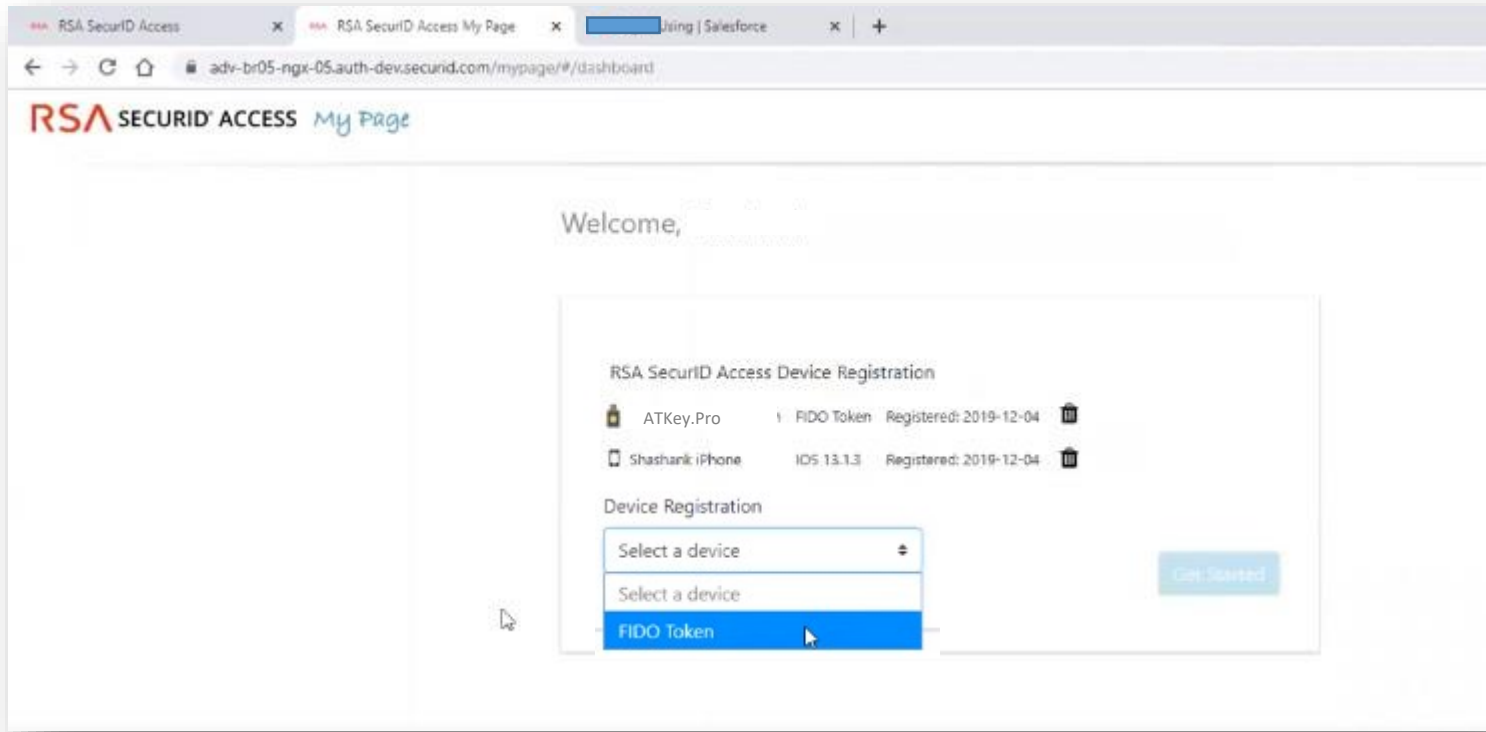 RSA SecurID Access RSA SecurID Access My Page Using | Salesforce
adv-br05-ngx-05.auth-dev.securid.com/mypage/#/dashboard
RSA SECURID® ACCESS My Page
Welcome,
RSA SecurID Access Device Registration
ATKey.Pro FIDO Token Registered: 2019-12-04
Shashank iPhone IOS 13.1.3 Registered: 2019-12-04
Device Registration
Select a device
Get Started
Select a device
FIDO Token